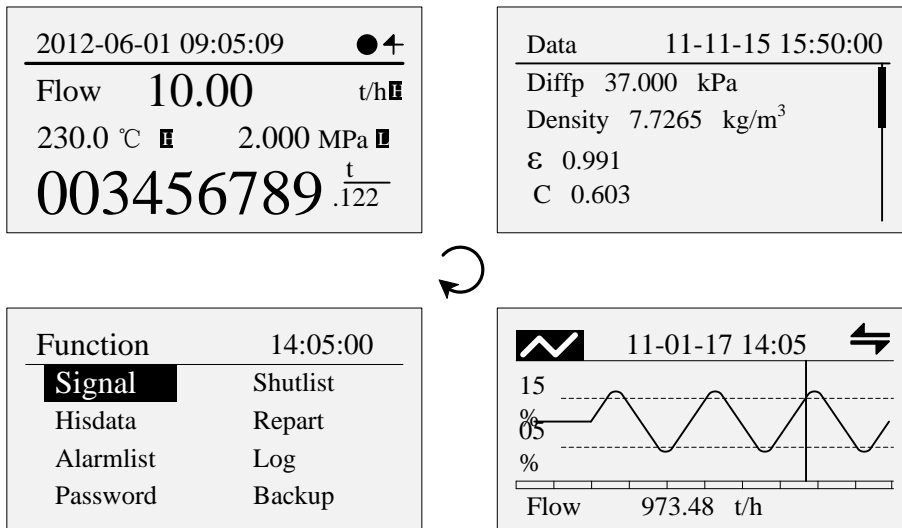 2012-06-01 09:05:09
Flow 10.00 t/h H
230.0 ℃ H 2.000 MPa L
003456789 t
.122
Data 11-11-15 15:50:00
Diffp 37.000 kPa
Density 7.7265 kg/m³
ε 0.991
C 0.603
Function 14:05:00
Signal Shutlist
Hisdata Repart
Alarmlist Log
Password Backup
11-01-17 14:05
15
%
05
%
Flow 973.48 t/h